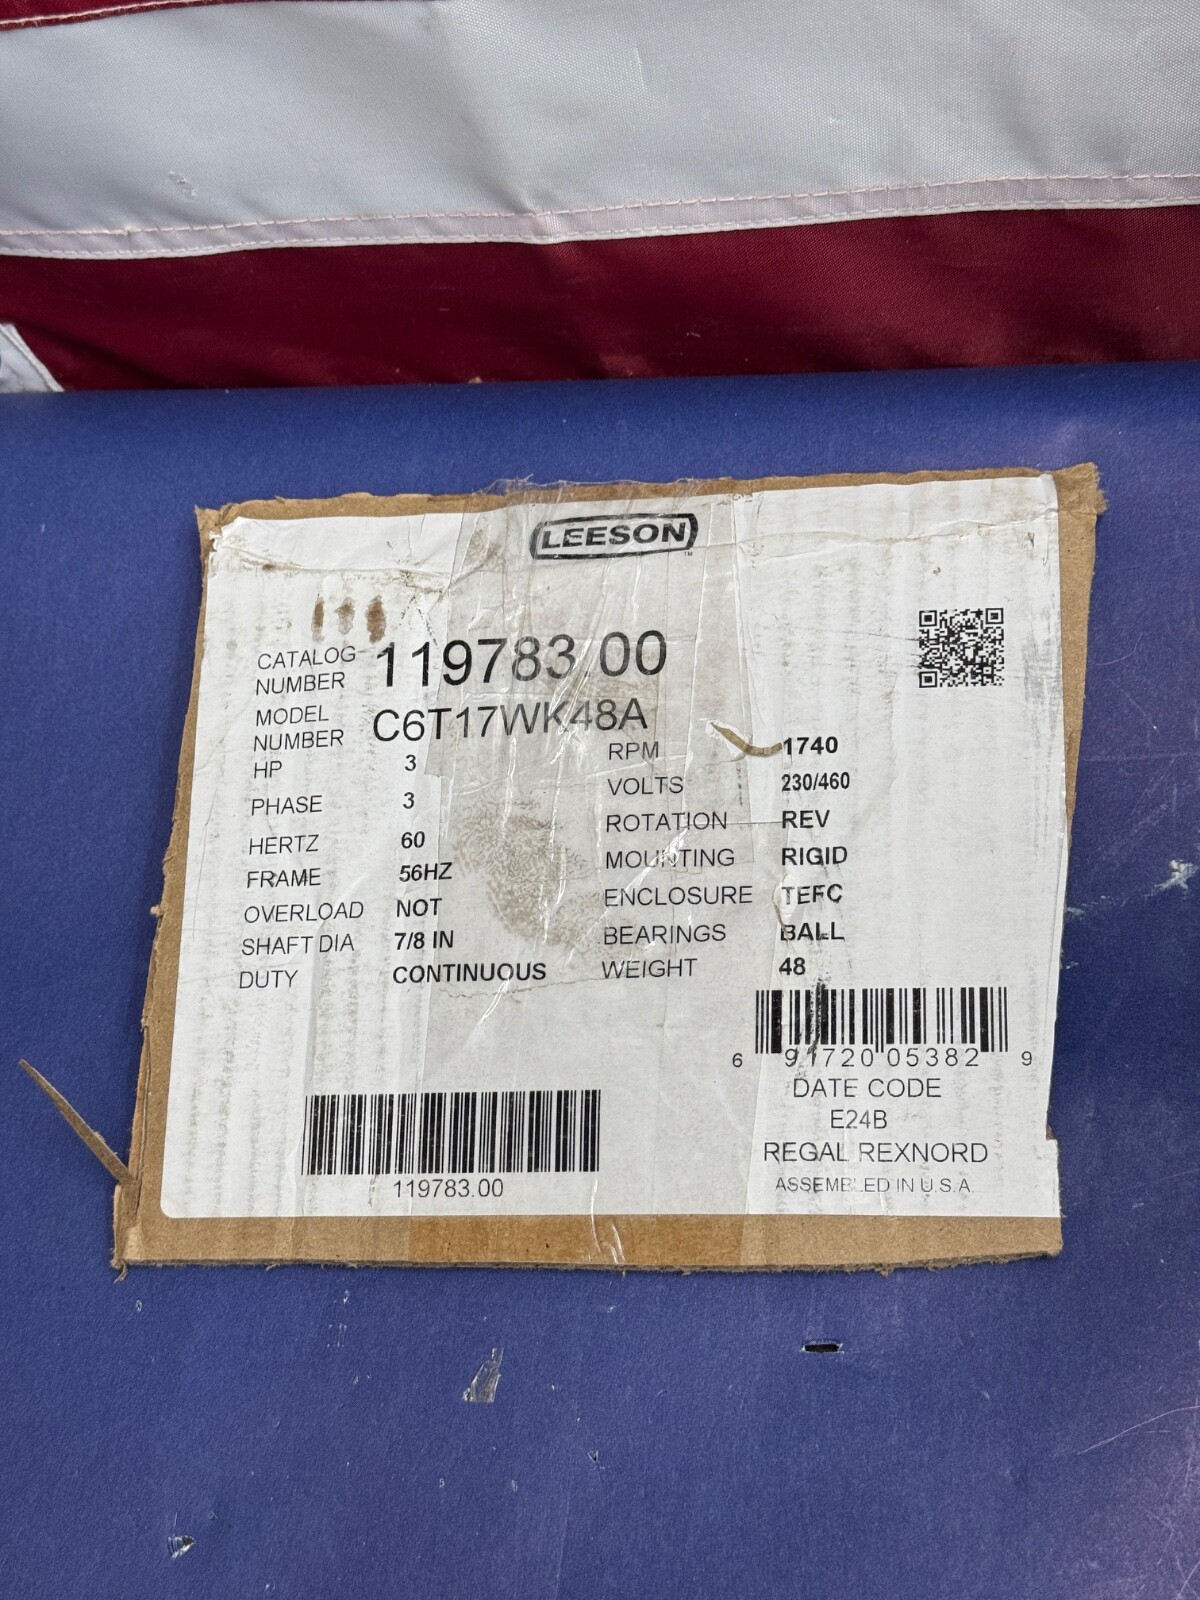 LEESON
TM
CATALOG NUMBER 119783.00
MODEL NUMBER C6T17WK48A
HP 3
PHASE 3
HERTZ 60
FRAME 56HZ
OVERLOAD NOT
SHAFT DIA 7/8 IN
DUTY CONTINUOUS
RPM 1740
VOLTS 230/460
ROTATION REV
MOUNTING RIGID
ENCLOSURE TEFC
BEARINGS BALL
WEIGHT 48
6 91720 05382 9
DATE CODE
E24B
REGAL REXNORD
ASSEMBLED IN U.S.A.
119783.00